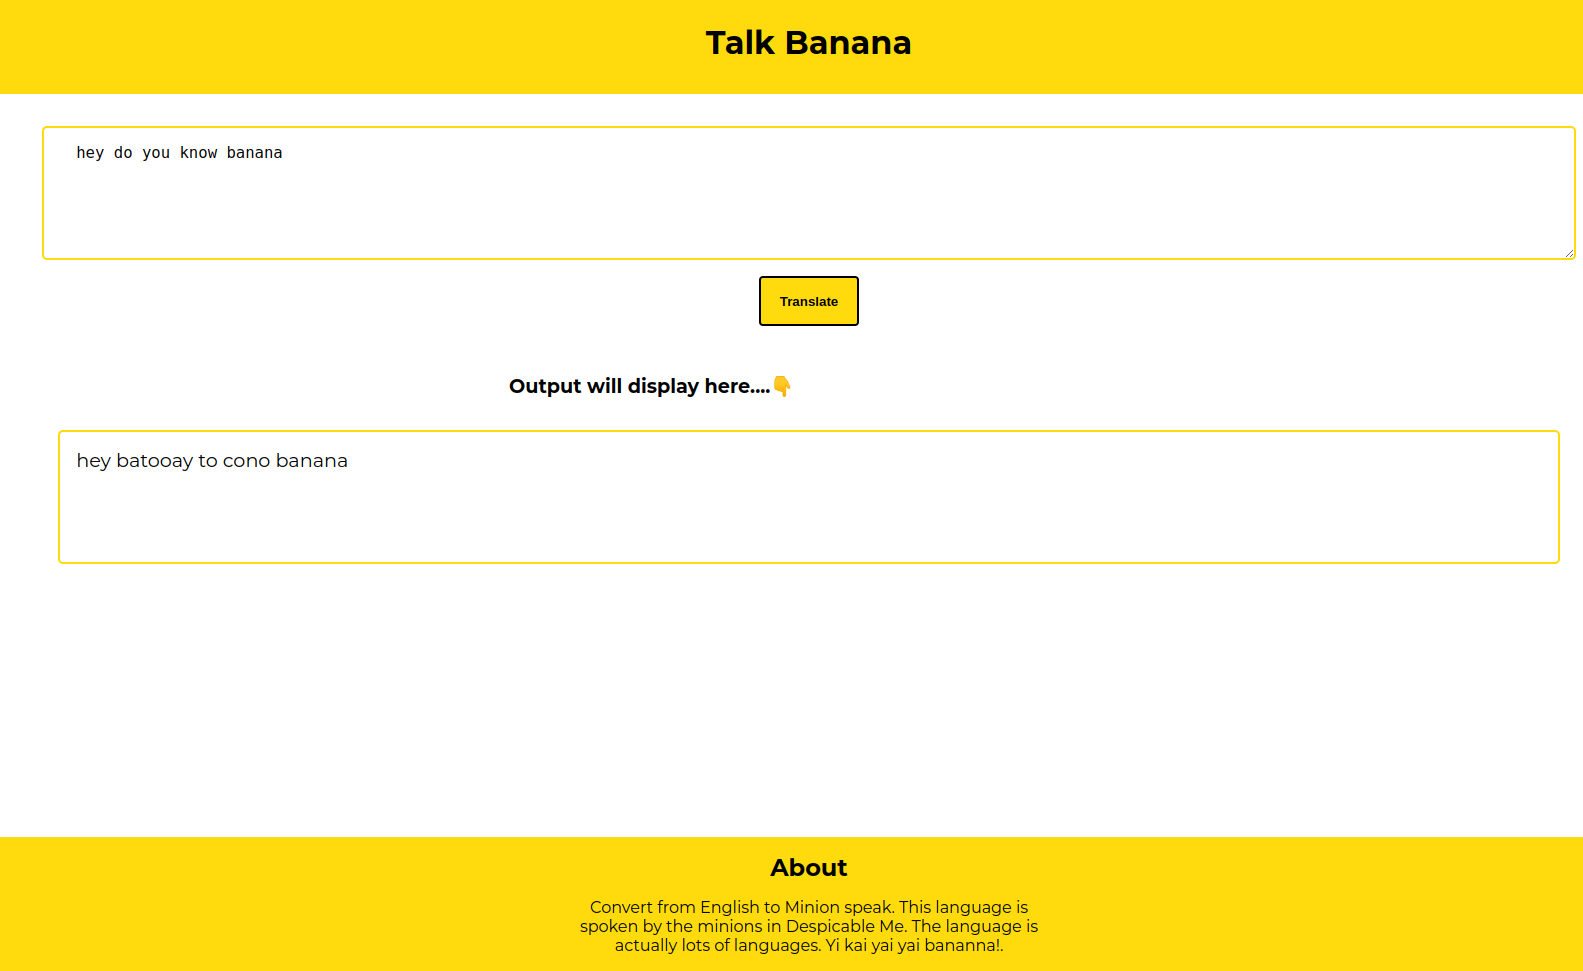 Talk Banana
hey do you know banana
Translate
Output will display here....👇
hey batooay to cono banana
About
Convert from English to Minion speak. This language is
spoken by the minions in Despicable Me. The language is
actually lots of languages. Yi kai yai yai bananna!.